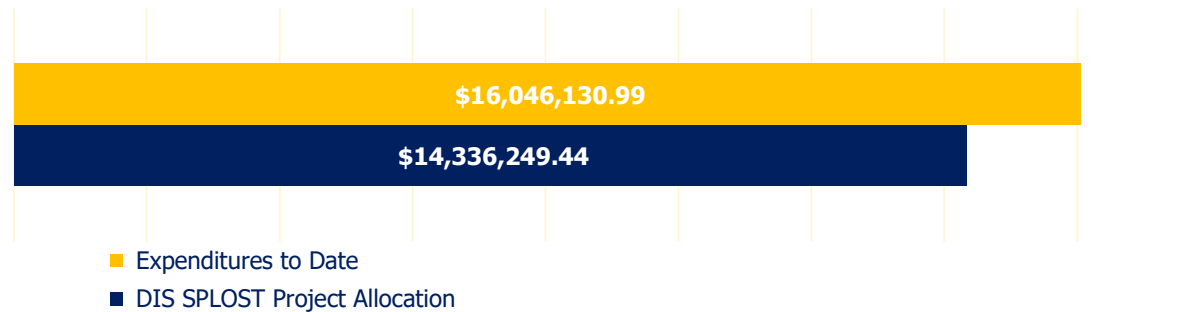 $16,046,130.99
$14,336,249.44
Expenditures to Date
DIS SPLOST Project Allocation